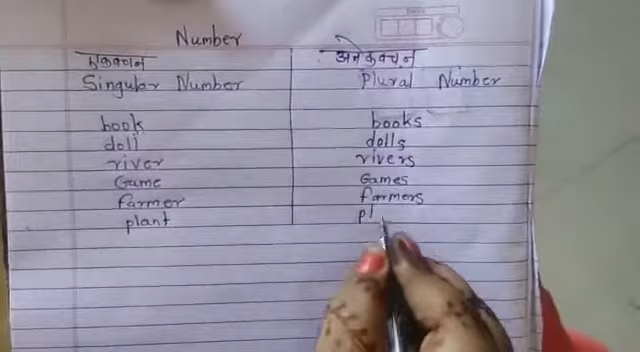 Number
एकवचन अनेकवचन
Singular Number Plural Number
book books
doll dolls
river rivers
Game Games
farmer farmers
plant pl